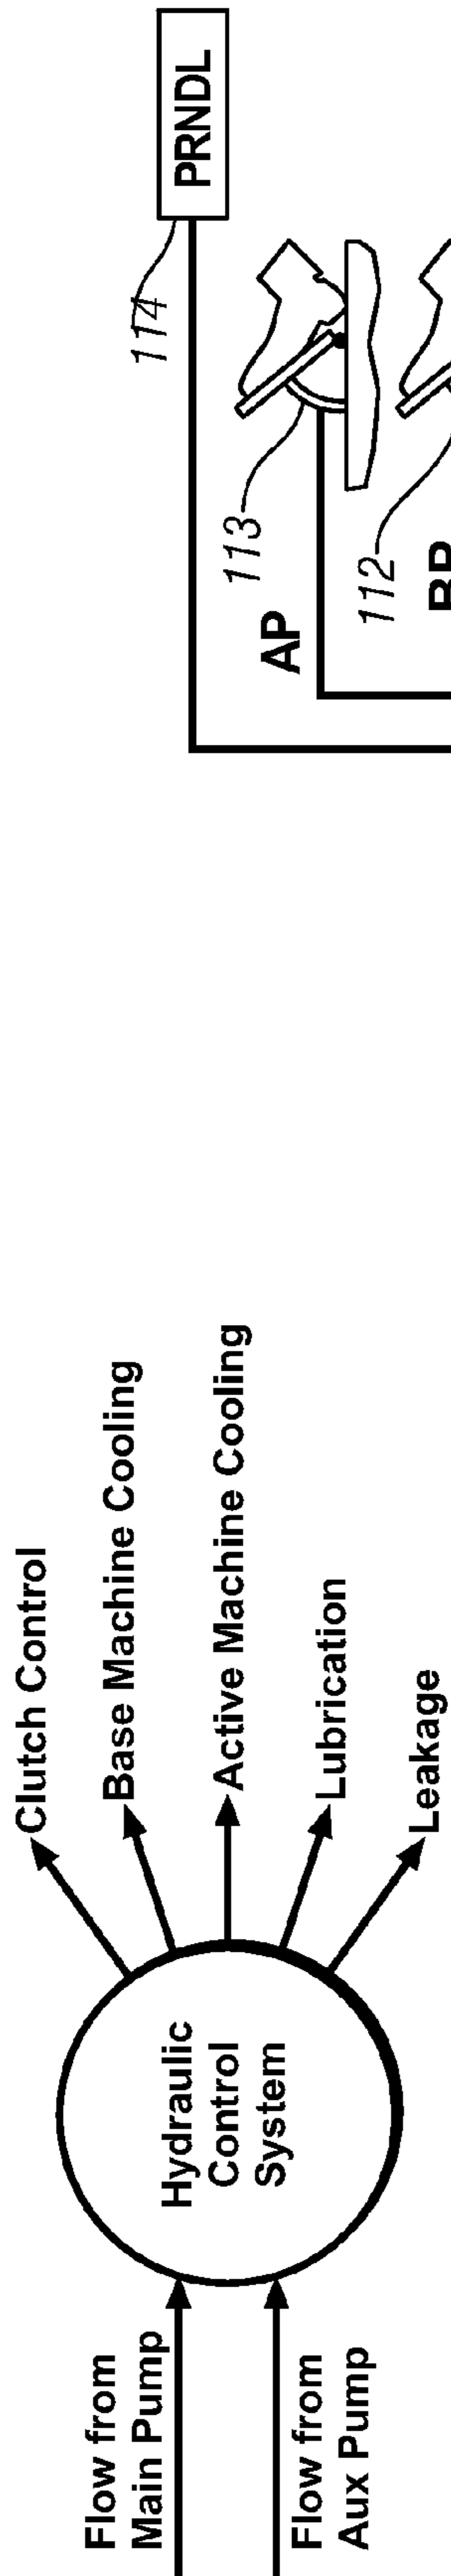 Flow from
Main Pump
Flow from
Aux Pump
Hydraulic
Control
System
Clutch Control
Base Machine Cooling
Active Machine Cooling
Lubrication
Leakage
114
PRNDL
113
AP
112